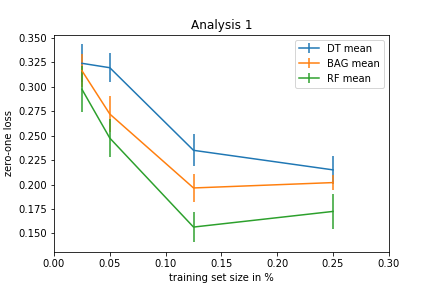 Analysis 1
0.350
0.325
0.300
0.275
0.250
0.225
0.200
0.175
0.150
zero-one loss
DT mean
BAG mean
RF mean
0.00 0.05 0.10 0.15 0.20 0.25 0.30
training set size in %